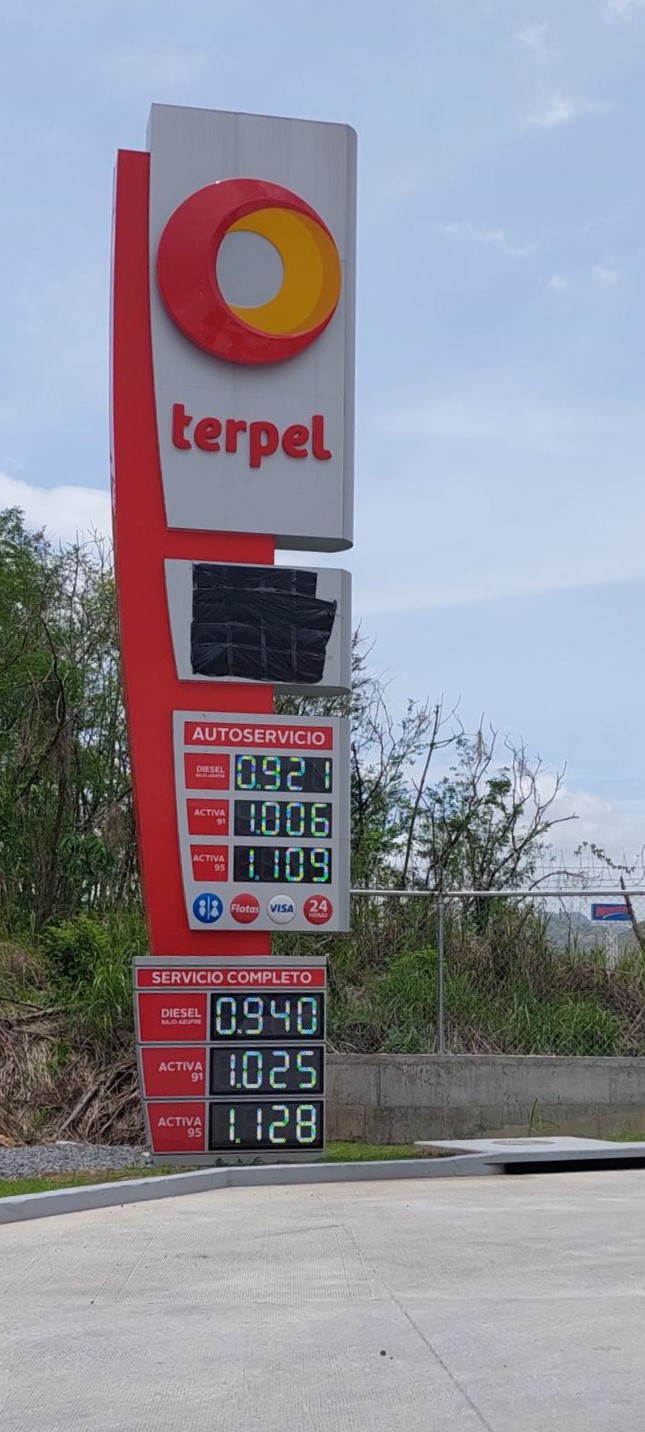 terpel
AUTOSERVICIO
DIESEL
BAJO AZUFRE
0.921
ACTIVA
91
1.006
ACTIVA
95
1.109
Flotas
VISA
24
HORAS
SERVICIO COMPLETO
DIESEL
BAJO AZUFRE
0.940
ACTIVA
91
1.025
ACTIVA
95
1.128